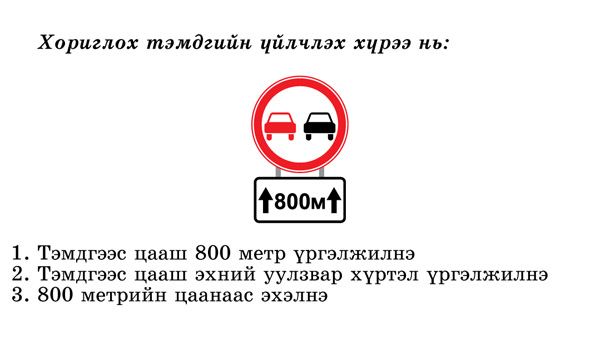 Хориглох тэмдгийн үйлчлэх хүрээ нь:
800м
1. Тэмдгээс цааш 800 метр үргэлжилнэ
2. Тэмдгээс цааш эхний уулзвар хүртэл үргэлжилнэ
3. 800 метрийн цаанаас эхэлнэ